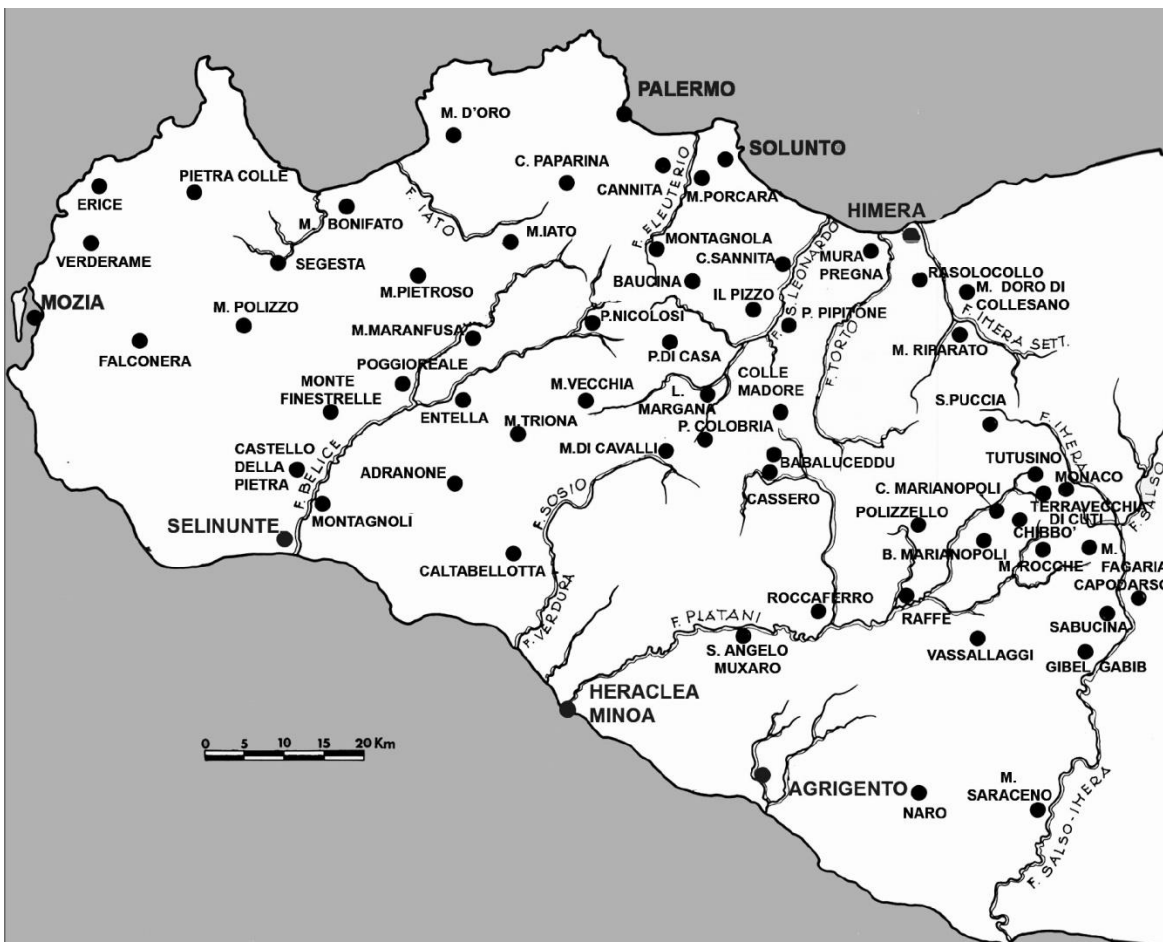 PALERMO
M. D'ORO
SOLUNTO
C. PAPARINA
PIETRA COLLE
CANNITA
ERICE
M.PORCARA
F. ELEUTERIO
F. IATO
M. BONIFATO
HIMERA
M.IATO
MONTAGNOLA
VERDERAME
SEGESTA
C.SANNITA
MURA
PREGNA
F. S. LEONARDO
M.PIETROSO
BAUCINA
RASOLOCOLLO
M. DORO DI
COLLESANO
MOZIA
M. POLIZZO
IL PIZZO
P. PIPITONE
F. IMERA SETT.
P.NICOLOSI
M.MARANFUSA
FALCONERA
P.DI CASA
F.TORTO
M. RIPARATO
POGGIOREALE
MONTE
FINESTRELLE
M.VECCHIA
COLLE
MADORE
ENTELLA
L.
MARGANA
S.PUCCIA
M.TRIONA
P. COLOBRIA
F. IHERA
M.DI CAVALLI
CASTELLO
DELLA
PIETRA
F. BELICE
ADRANONE
BABALUCEDDU
TUTUSINO
CASSERO
C. MARIANOPOLI
MONACO
F. SALSO
F.SOSIO
MONTAGNOLI
TERRAVECCHIA
DI CUTI
POLIZZELLO
SELINUNTE
CHIBBO'
B. MARIANOPOLI
M. ROCCHE
M.
FAGARIA
CALTABELLOTTA
CAPODARSO
F. VERDURA
ROCCAFERRO
RAFFE
F. PLATANI
SABUCINA
S. ANGELO
MUXARO
VASSALLAGGI
GIBEL GABIB
HERACLEA
MINOA
0 5 10 15 20 Km
AGRIGENTO
NARO
M.
SARACENO
F. SALSO-IHERA